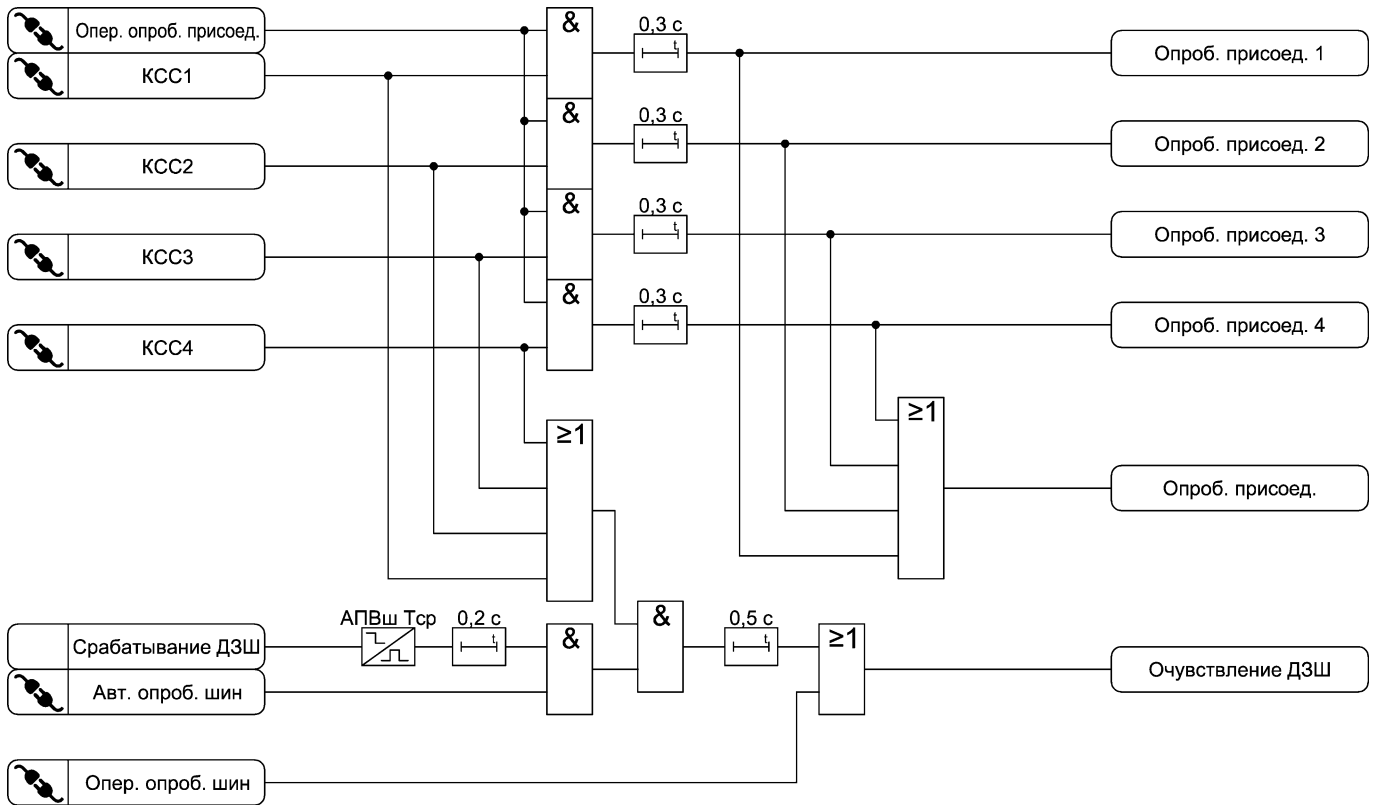 Опер. опроб. присоед.
&
0,3 с
t
Опроб. присоед. 1
КСС1
&
0,3 с
t
Опроб. присоед. 2
КСС2
&
0,3 с
t
Опроб. присоед. 3
КСС3
&
0,3 с
t
Опроб. присоед. 4
КСС4
≥1
≥1
Опроб. присоед.
АПВш Тср
0,2 с
t
&
&
0,5 с
t
≥1
Срабатывание ДЗШ
Авт. опроб. шин
Очувствление ДЗШ
Опер. опроб. шин